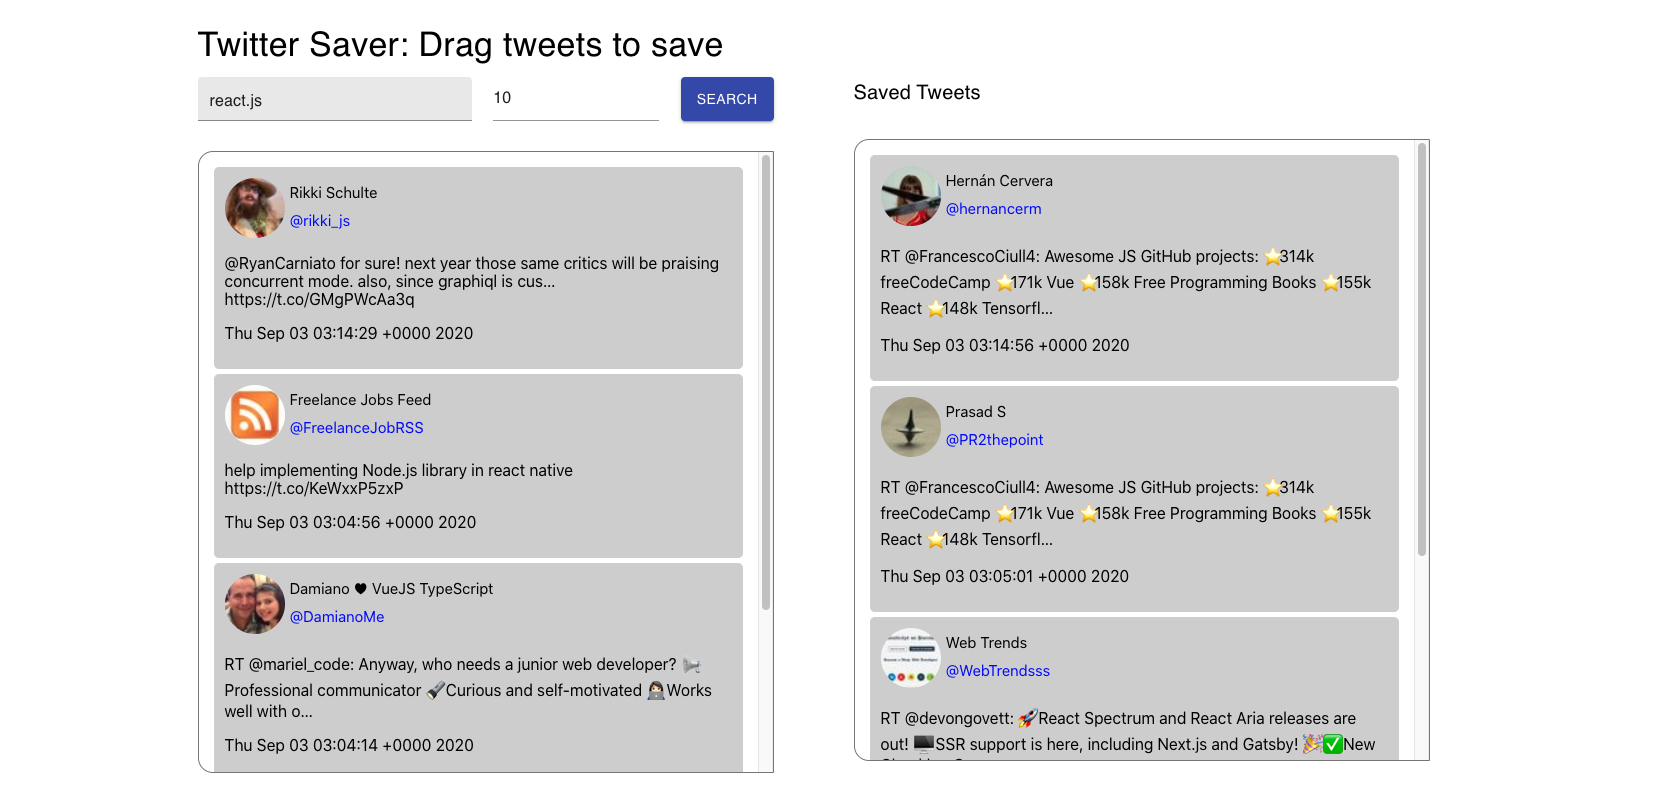 Twitter Saver: Drag tweets to save
react.js
10
SEARCH
Rikki Schulte
@rikki_js
@RyanCarniato for sure! next year those same critics will be praising
concurrent mode. also, since graphiql is cus...
https://t.co/GMgPWcAa3q
Thu Sep 03 03:14:29 +0000 2020
Freelance Jobs Feed
@FreelanceJobRSS
help implementing Node.js library in react native
https://t.co/KeWxxP5zxP
Thu Sep 03 03:04:56 +0000 2020
Damiano 🖤 VueJS TypeScript
@DamianoMe
RT @mariel_code: Anyway, who needs a junior web developer? 📢
Professional communicator 🔦Curious and self-motivated 👩🏻‍💻Works
well with o...
Thu Sep 03 03:04:14 +0000 2020
Saved Tweets
Hernán Cervera
@hernancerm
RT @FrancescoCiull4: Awesome JS GitHub projects: ⭐314k
freeCodeCamp ⭐171k Vue ⭐158k Free Programming Books ⭐155k
React ⭐148k Tensorfl...
Thu Sep 03 03:14:56 +0000 2020
Prasad S
@PR2thepoint
RT @FrancescoCiull4: Awesome JS GitHub projects: ⭐314k
freeCodeCamp ⭐171k Vue ⭐158k Free Programming Books ⭐155k
React ⭐148k Tensorfl...
Thu Sep 03 03:05:01 +0000 2020
Web Trends
@WebTrendsss
RT @devongovett: 🚀React Spectrum and React Aria releases are
out! 🖥️SSR support is here, including Next.js and Gatsby! 🎉✅New